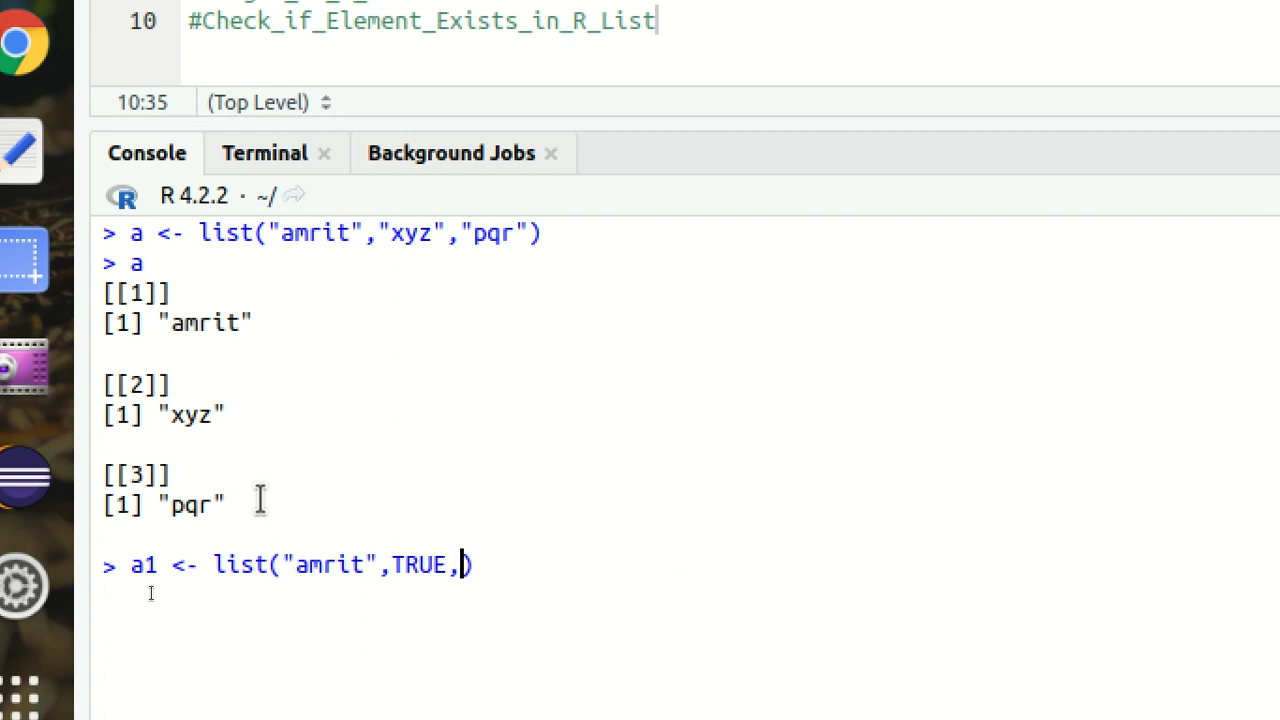 10 #Check_if_Element_Exists_in_R_List
10:35 (Top Level)
Console Terminal Background Jobs
R 4.2.2 · ~/
> a <- list("amrit","xyz","pqr")
> a
[[1]]
[1] "amrit"
[[2]]
[1] "xyz"
[[3]]
[1] "pqr"
> a1 <- list("amrit",TRUE,)